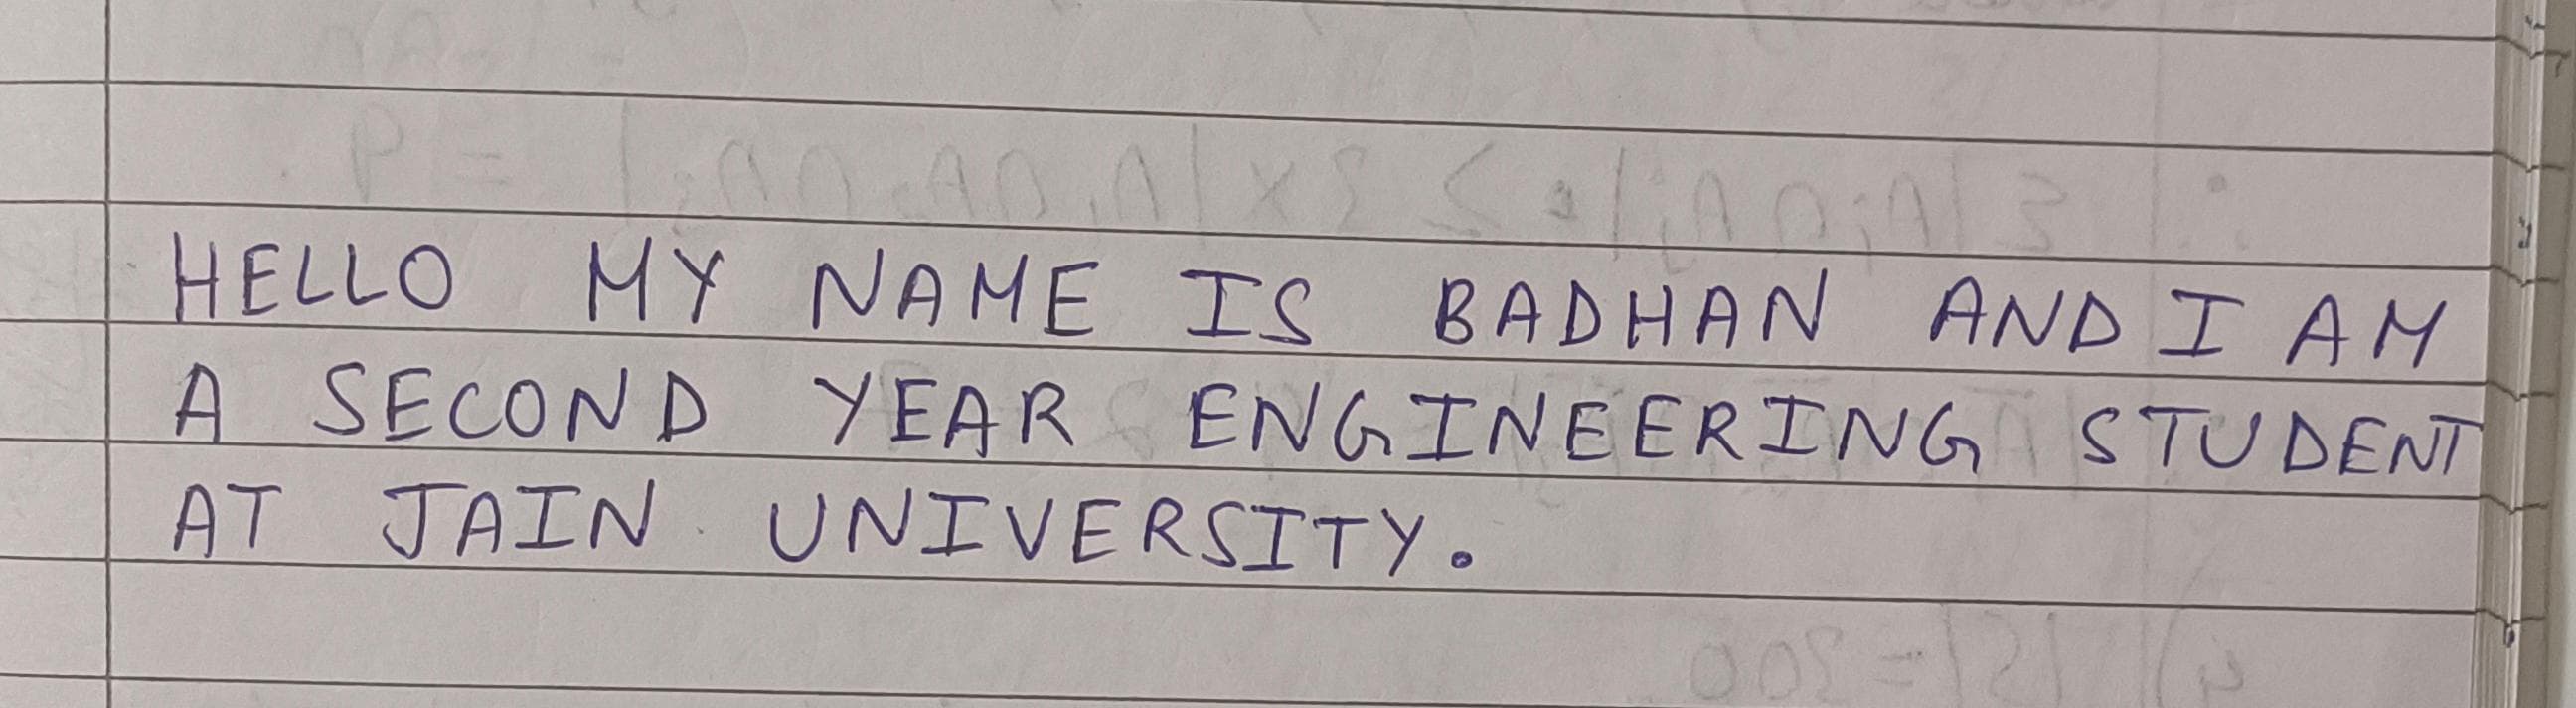 HELLO MY NAME IS BADHAN AND I AM
A SECOND YEAR ENGINEERING STUDENT
AT JAIN UNIVERSITY.